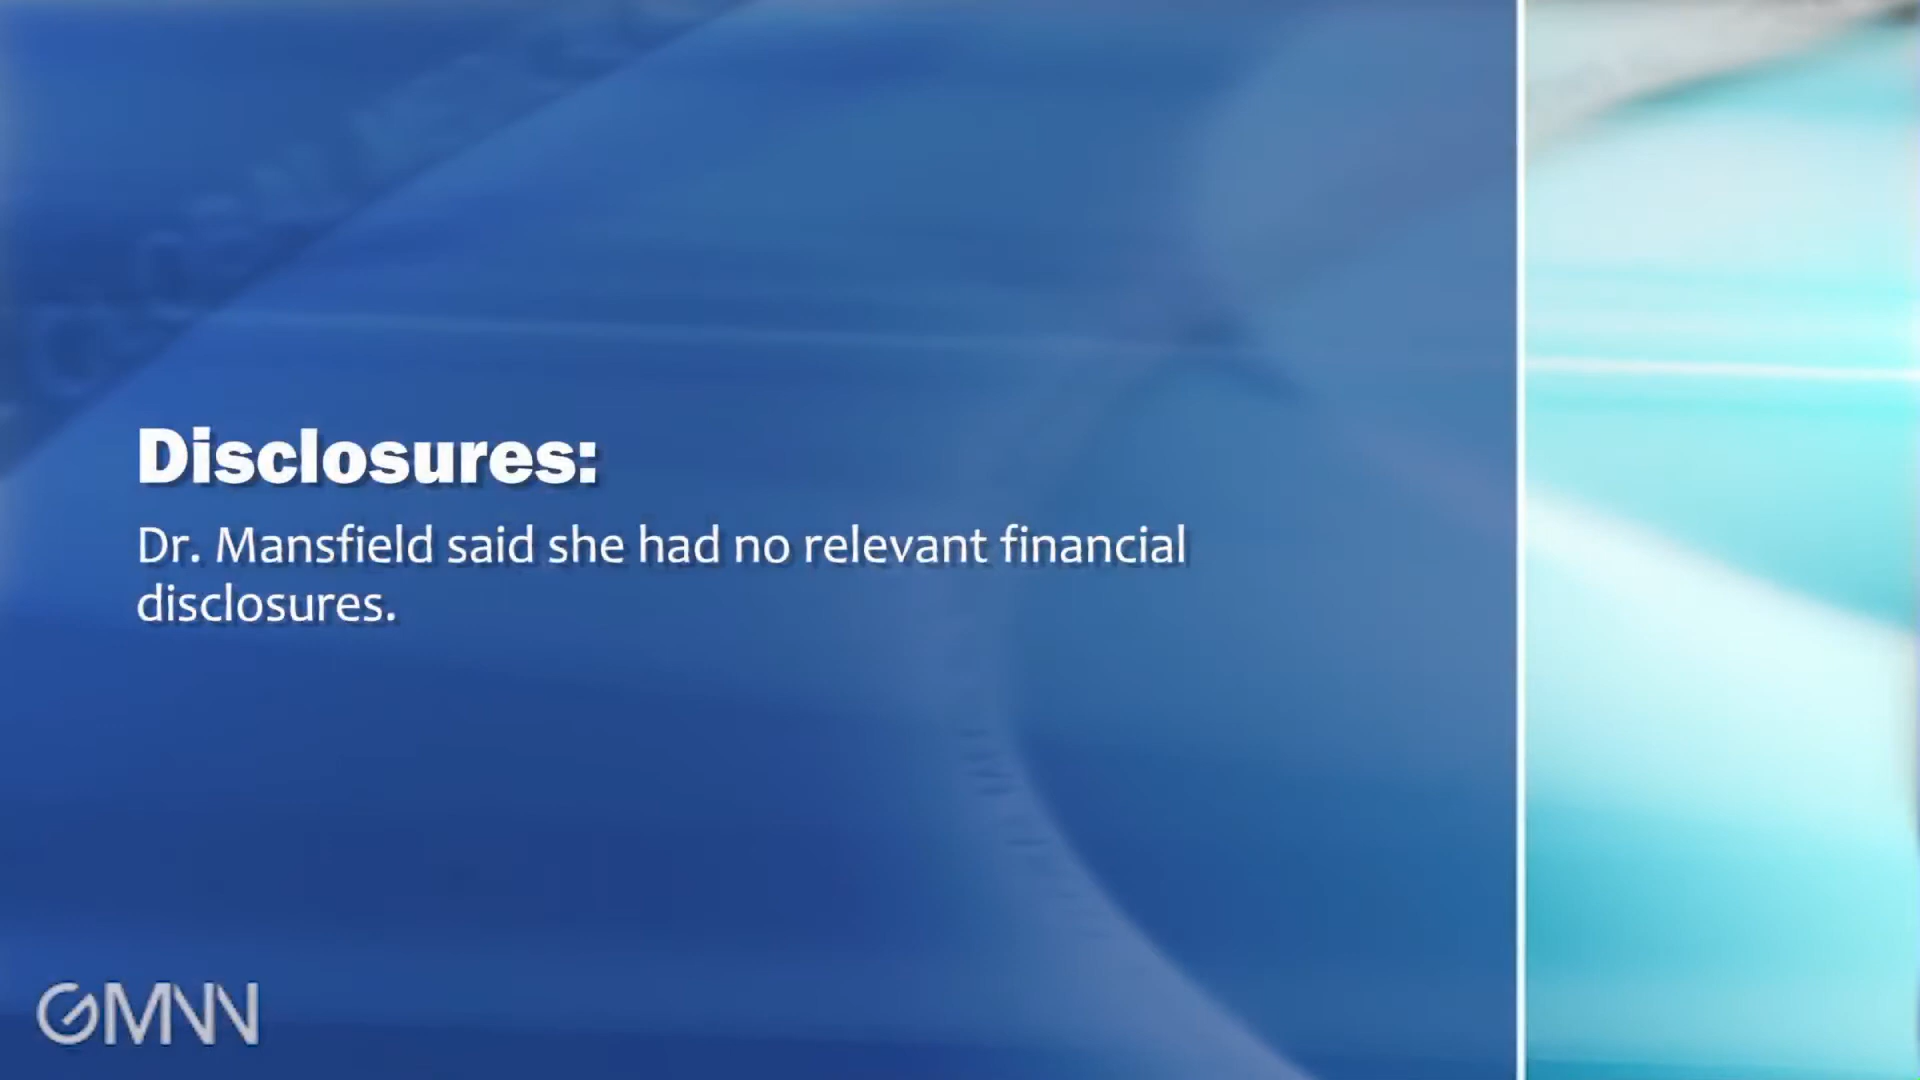 Disclosures:
Dr. Mansfield said she had no relevant financial
disclosures.
GMNN